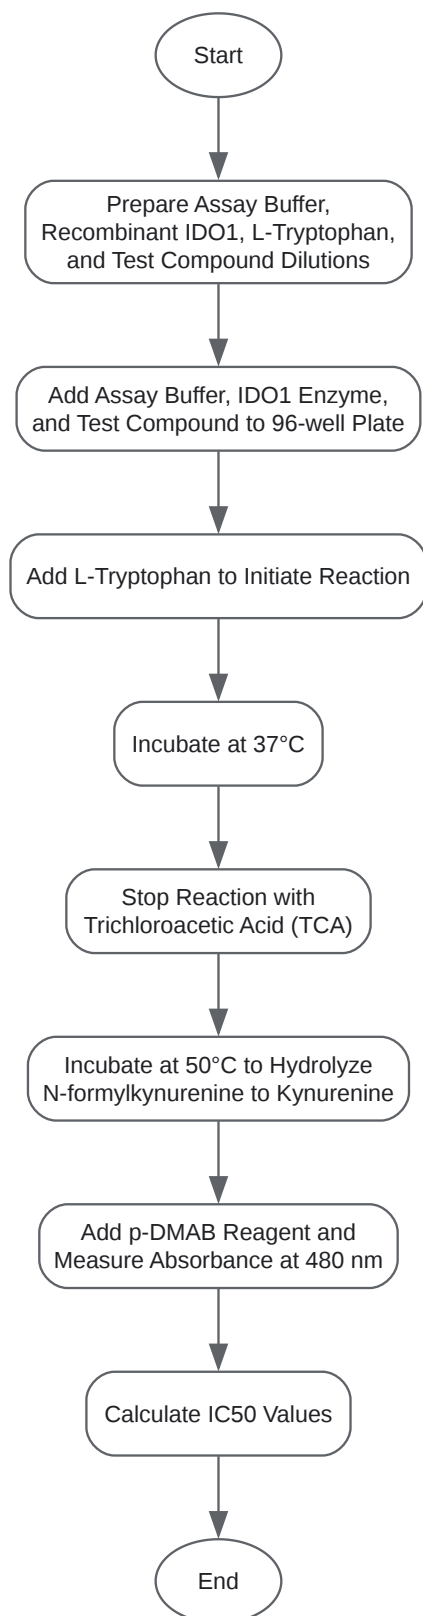 Start
Prepare Assay Buffer,
Recombinant IDO1, L-Tryptophan,
and Test Compound Dilutions
Add Assay Buffer, IDO1 Enzyme,
and Test Compound to 96-well Plate
Add L-Tryptophan to Initiate Reaction
Incubate at 37°C
Stop Reaction with
Trichloroacetic Acid (TCA)
Incubate at 50°C to Hydrolyze
N-formylkynurenine to Kynurenine
Add p-DMAB Reagent and
Measure Absorbance at 480 nm
Calculate IC50 Values
End